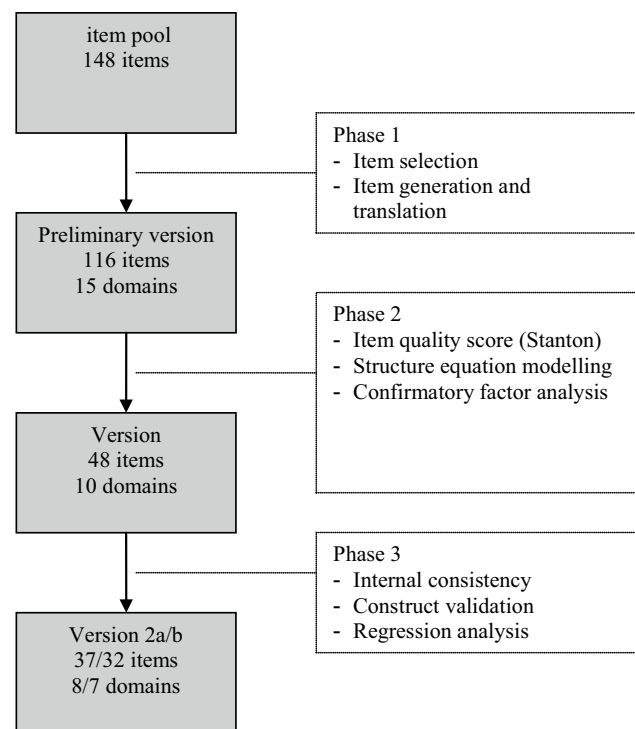 item pool
148 items
Phase 1
- Item selection
- Item generation and
translation
Preliminary version
116 items
15 domains
Phase 2
- Item quality score (Stanton)
- Structure equation modelling
- Confirmatory factor analysis
Version
48 items
10 domains
Phase 3
- Internal consistency
- Construct validation
- Regression analysis
Version 2a/b
37/32 items
8/7 domains